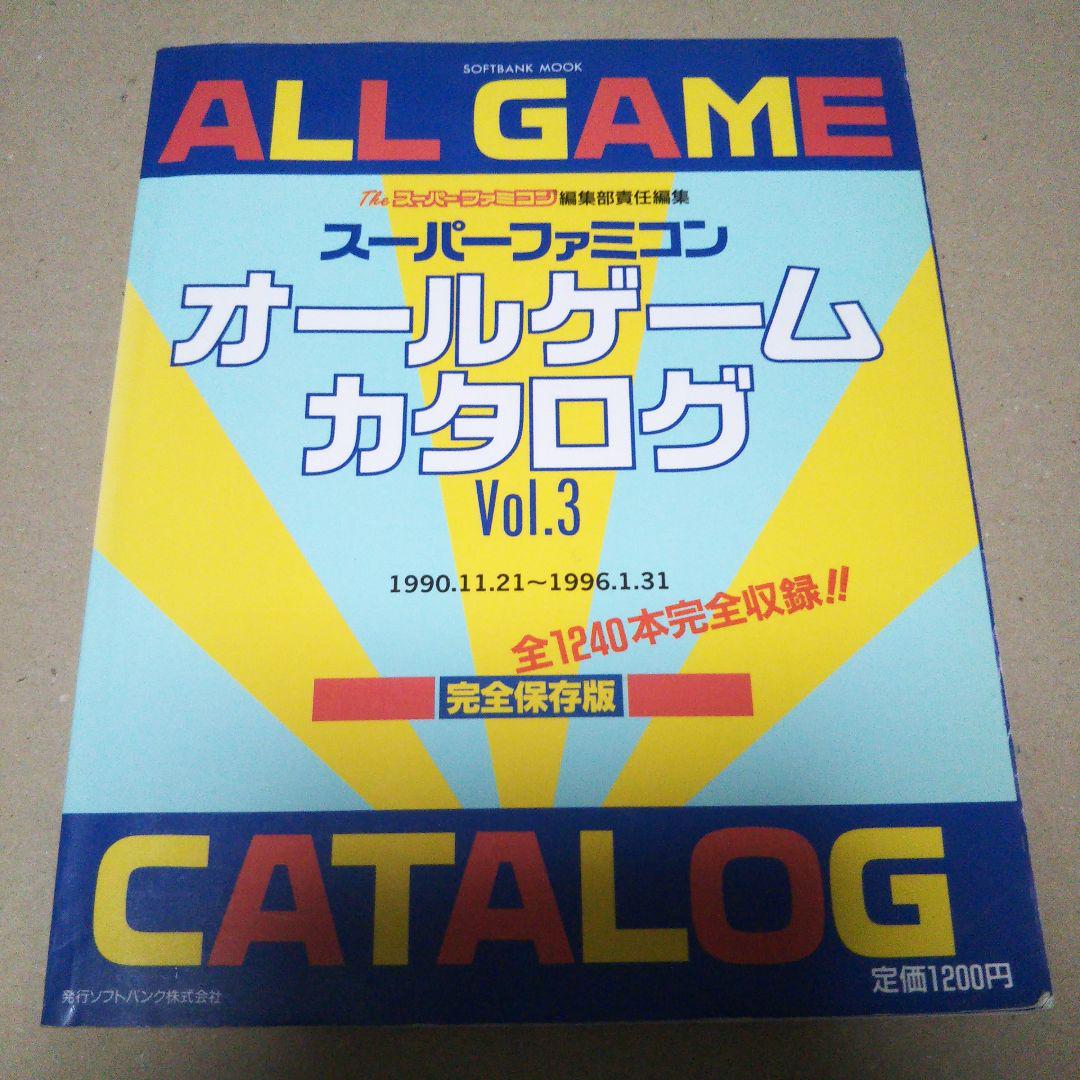 SOFTBANK MOOK
ALL GAME
The スーパーファミコン 編集部責任編集
スーパーファミコン
オールゲーム
カタログ
Vol.3
1990.11.21～1996.1.31
全1240本完全収録!!
完全保存版
CATALOG
定価1200円
発行ソフトバンク株式会社